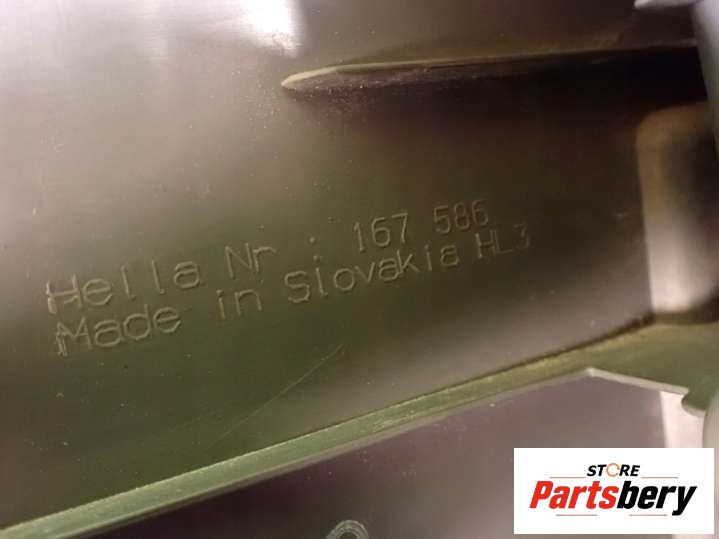 Hella Nr. 167 586
Made in Slovakia HL3
STORE
Partsbery